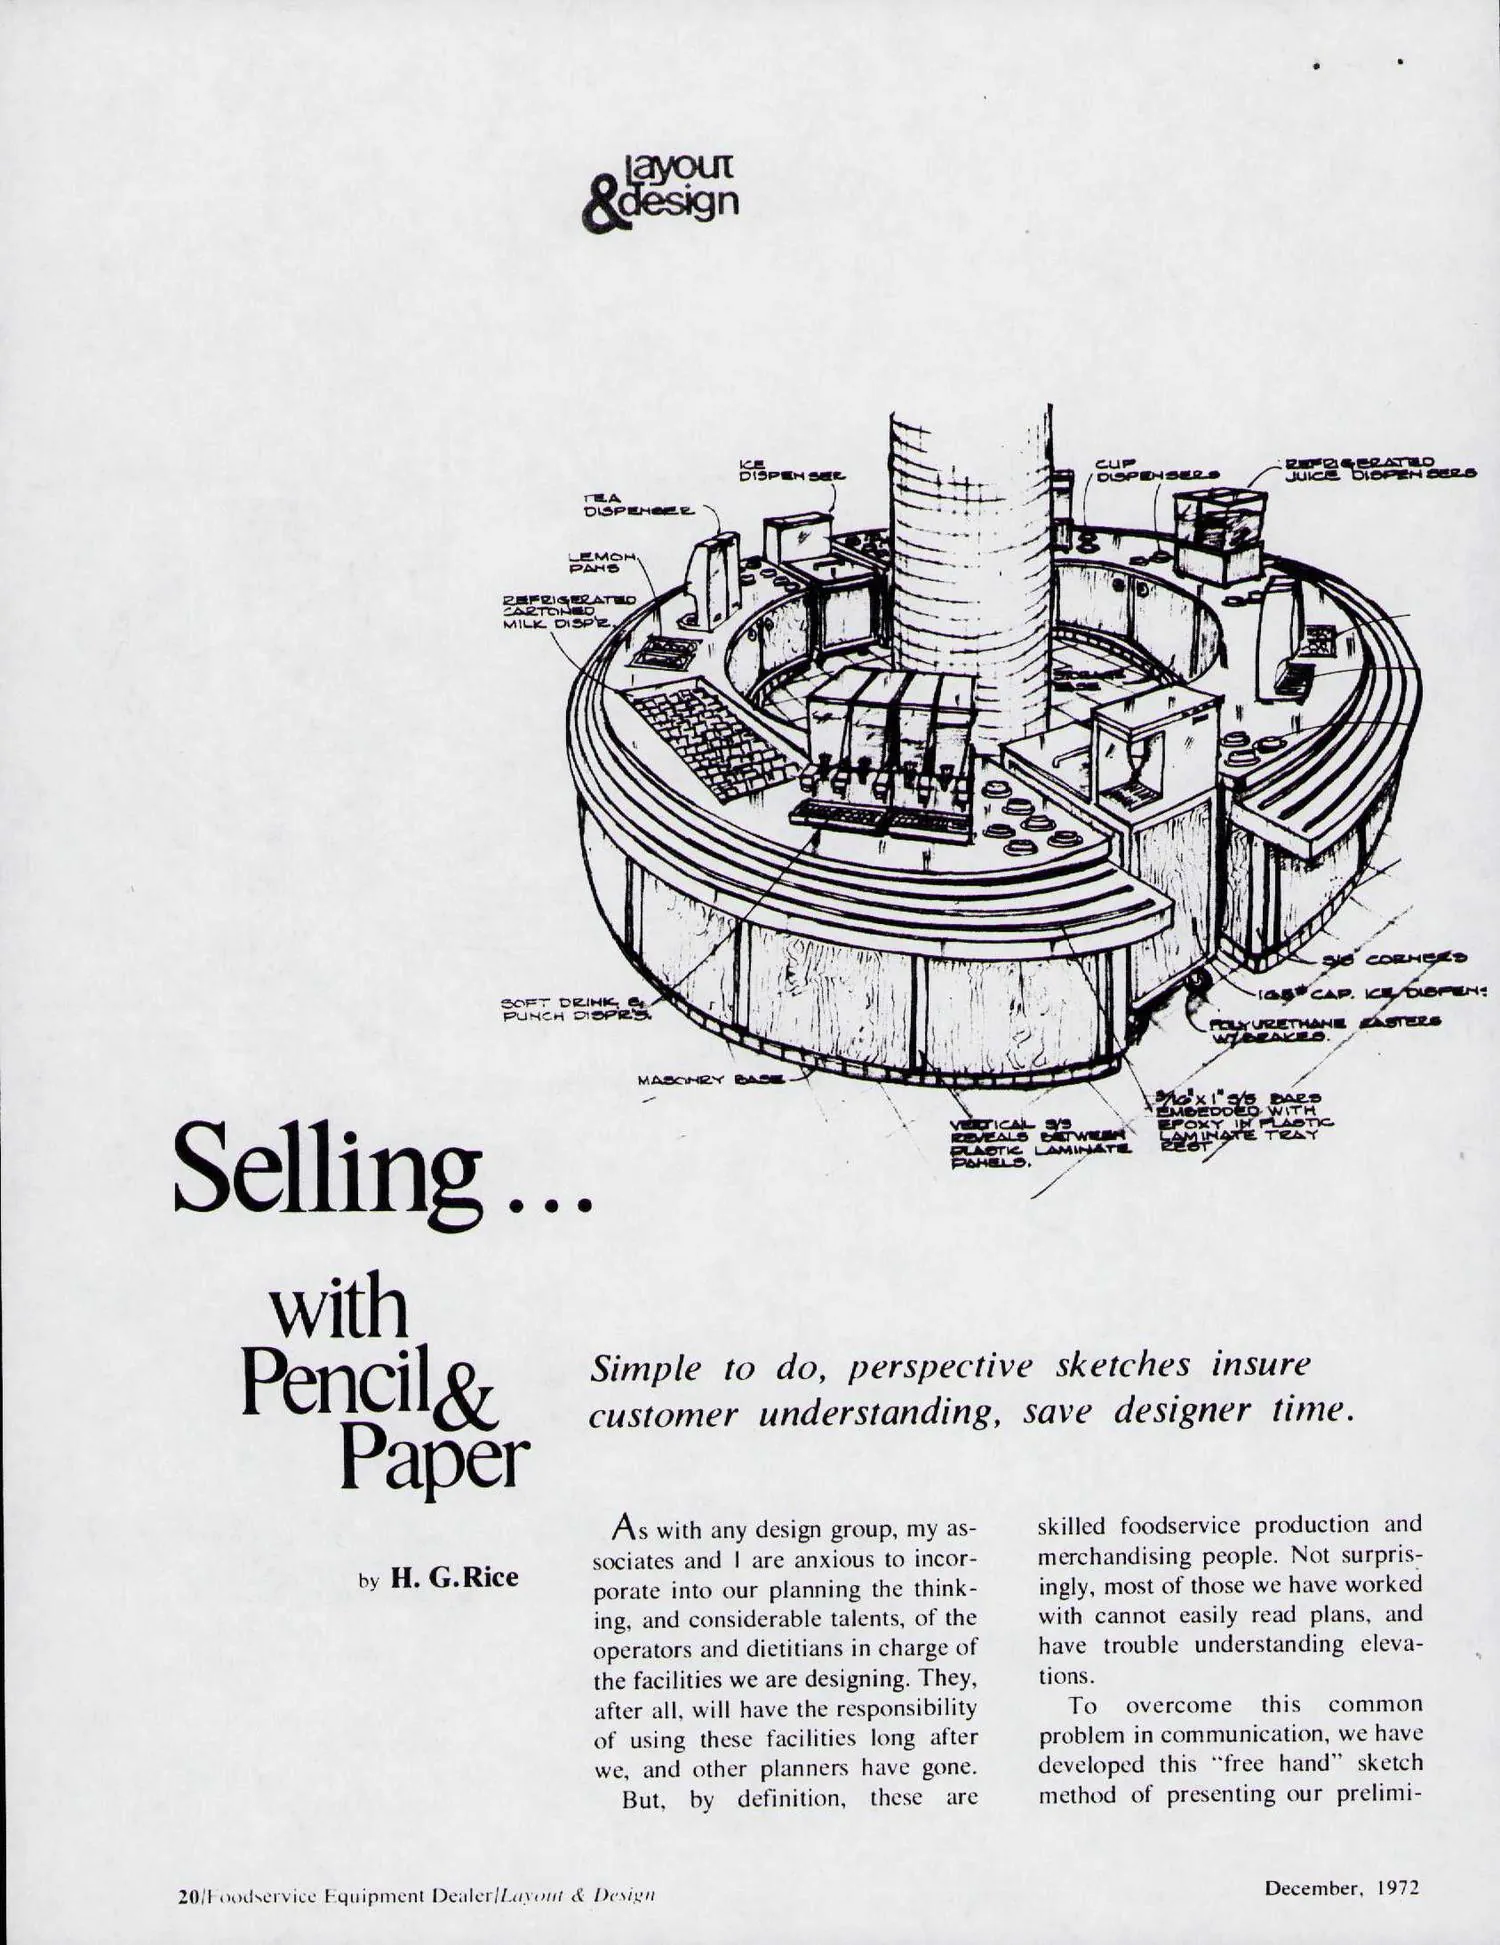 layout
&design
ICE
DISPENSER
TEA
DISPENSER
LEMON
PANS
REFRIGERATED
CARTONED
MILK DISP'R.
CUP
DISPENSERS
REFRIGERATED
JUICE DISPENSERS
STORAGE
BASE
SOFT DRINK &
PUNCH DISPR'S.
MASONRY BASE
S/S CORNERS
CAP. ICE DISPENS
POLYURETHANE CASTERS
W/BRAKES.
VERTICAL S/S
REVEALS BETWEEN
PLASTIC LAMINATE
PANELS.
3/16" X 1" S/S BARS
EMBEDDED WITH
EPOXY IN PLASTIC
LAMINATE TRAY
REST
Selling...
with
Pencil &
Paper
by H. G.Rice
Simple to do, perspective sketches insure
customer understanding, save designer time.
As with any design group, my as-
sociates and I are anxious to incor-
porate into our planning the think-
ing, and considerable talents, of the
operators and dietitians in charge of
the facilities we are designing. They,
after all, will have the responsibility
of using these facilities long after
we, and other planners have gone.
But, by definition, these are
skilled foodservice production and
merchandising people. Not surpris-
ingly, most of those we have worked
with cannot easily read plans, and
have trouble understanding eleva-
tions.
To overcome this common
problem in communication, we have
developed this "free hand" sketch
method of presenting our prelimi-
20/Foodservice Equipment Dealer/Layout & Design
December, 1972